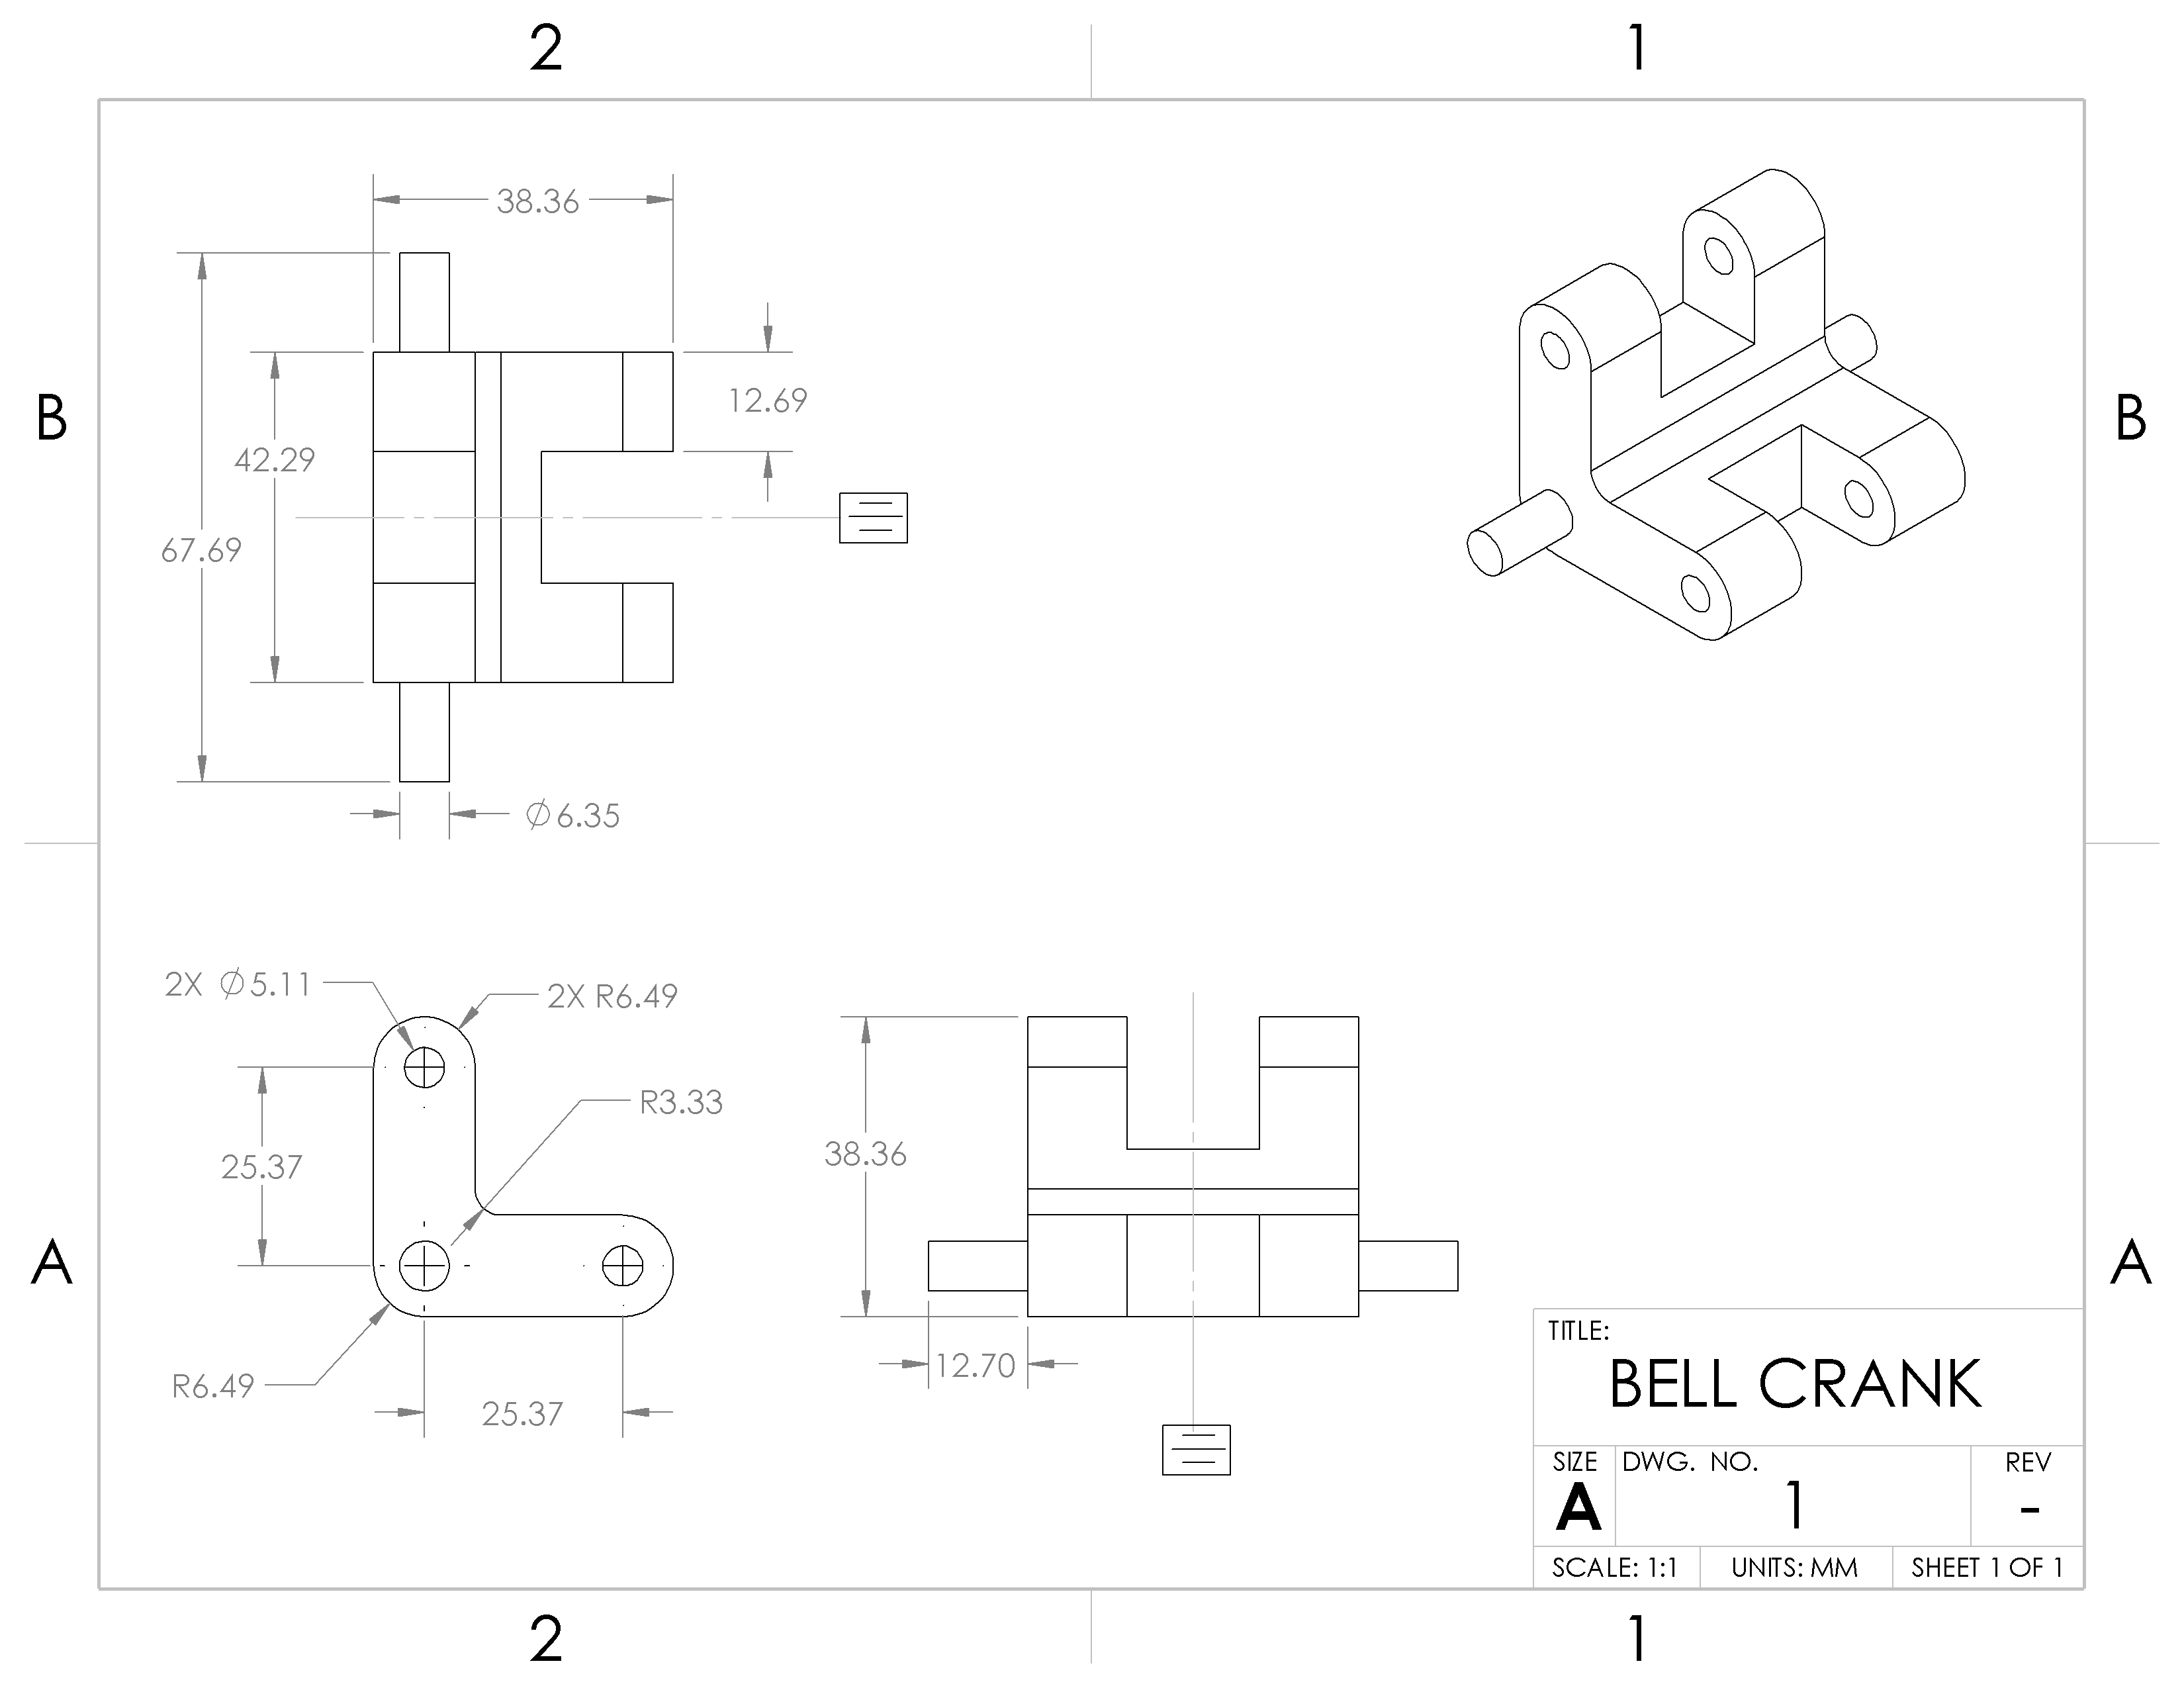 2 1
38.36
B B
12.69
42.29
67.69
⌀6.35
2X ⌀5.11
2X R6.49
R3.33
25.37
38.36
A A
12.70
R6.49
25.37
TITLE:
BELL CRANK
SIZE DWG. NO. REV
A 1 -
SCALE: 1:1 UNITS: MM SHEET 1 OF 1
2 1